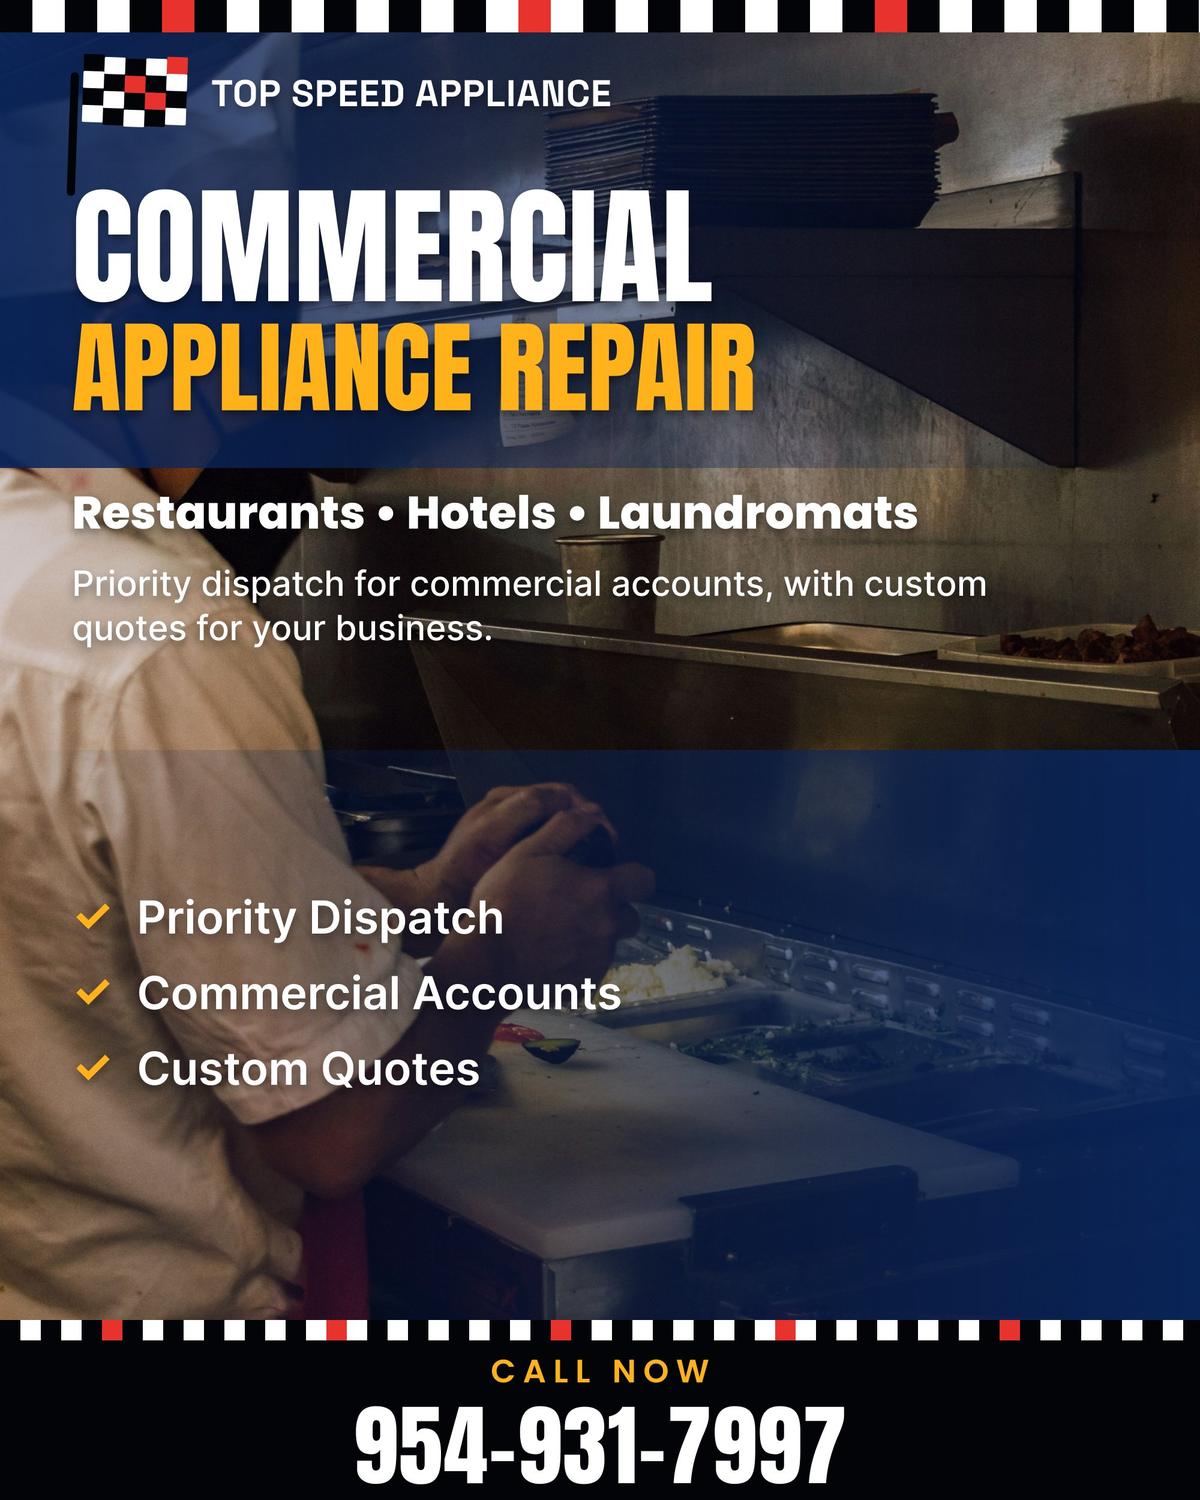 TOP SPEED APPLIANCE
COMMERCIAL
APPLIANCE REPAIR
Restaurants • Hotels • Laundromats
Priority dispatch for commercial accounts, with custom
quotes for your business.
Priority Dispatch
Commercial Accounts
Custom Quotes
CALL NOW
954-931-7997